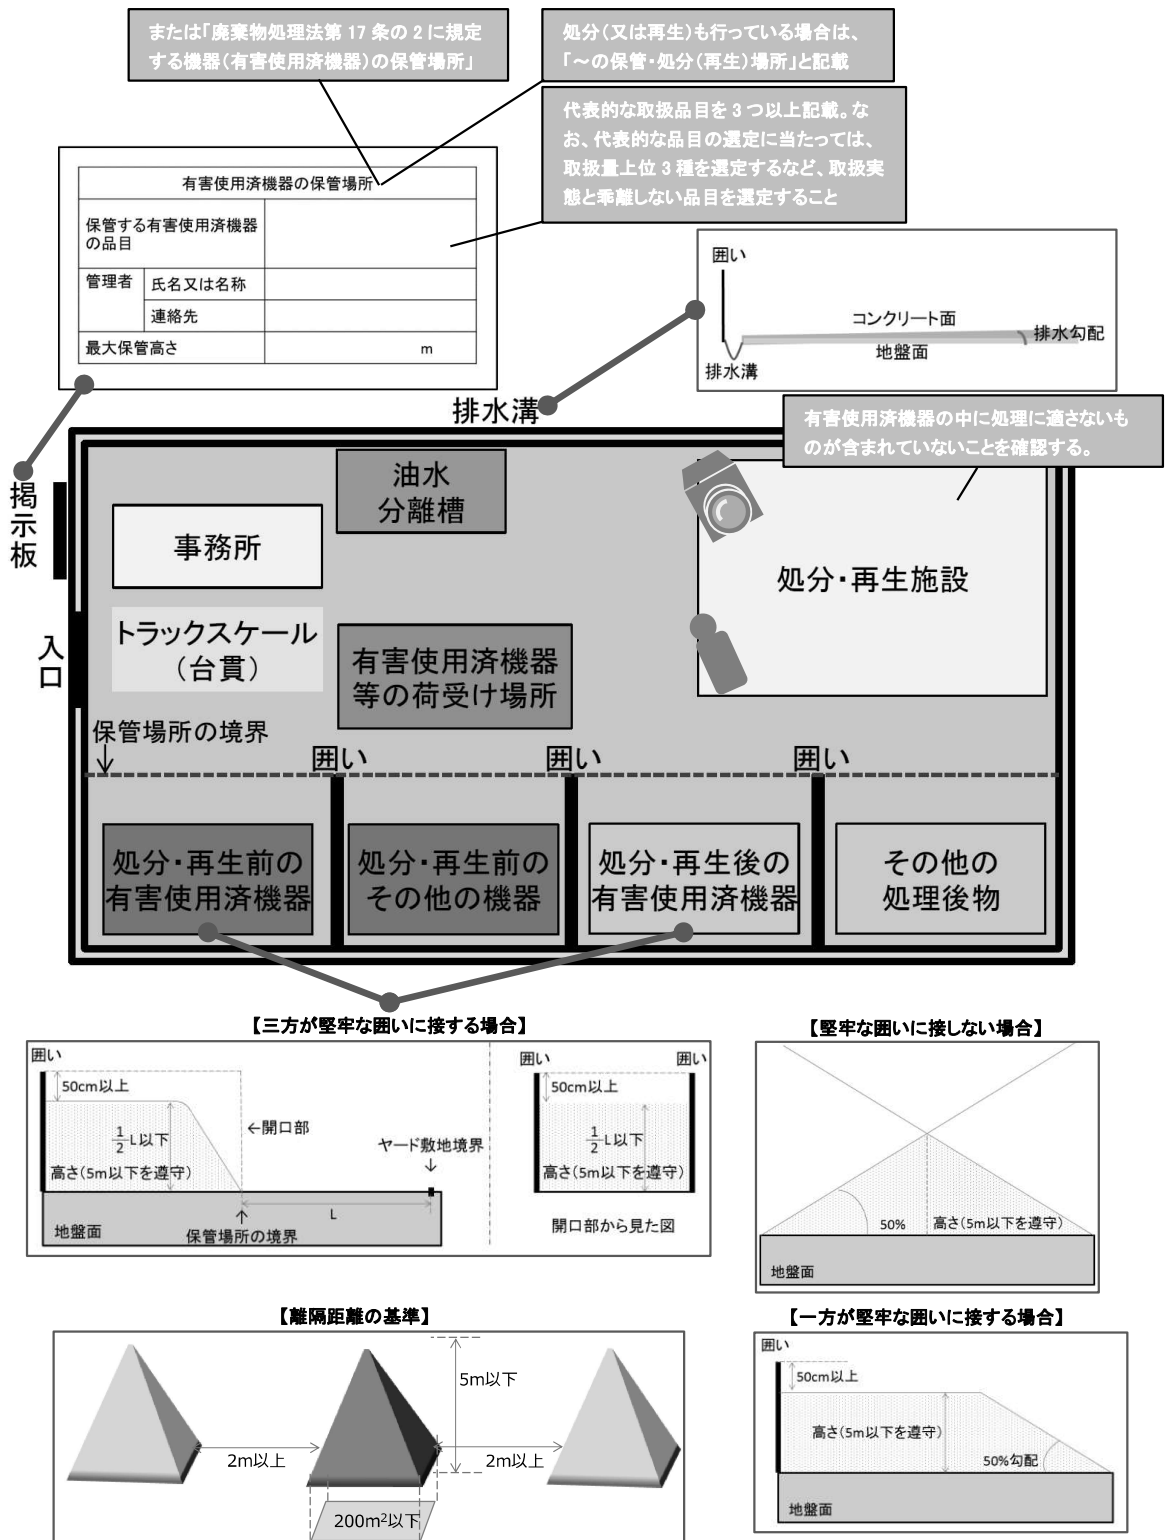 または「廃棄物処理法第 17 条の 2 に規定
する機器(有害使用済機器)の保管場所」
処分(又は再生)も行っている場合は、
「~の保管・処分(再生)場所」と記載
代表的な取扱品目を 3 つ以上記載。な
お、代表的な品目の選定に当たっては、
取扱量上位 3 種を選定するなど、取扱実
態と乖離しない品目を選定すること
有害使用済機器の保管場所
保管する有害使用済機器
の品目
管理者
氏名又は名称
連絡先
最大保管高さ
m
囲い
コンクリート面
排水勾配
地盤面
排水溝
排水溝
有害使用済機器の中に処理に適さないも
のが含まれていないことを確認する。
掲示板
油水
分離槽
事務所
処分・再生施設
入口
トラックスケール
(台貫)
有害使用済機器
等の荷受け場所
保管場所の境界
囲い
囲い
囲い
処分・再生前の
有害使用済機器
処分・再生前の
その他の機器
処分・再生後の
有害使用済機器
その他の
処理後物
【三方が堅牢な囲いに接する場合】
囲い
50cm以上
1/2 L以下
←開口部
高さ(5m以下を遵守)
ヤード敷地境界
↓
L
地盤面
↑
保管場所の境界
囲い
囲い
50cm以上
1/2 L以下
高さ(5m以下を遵守)
開口部から見た図
【堅牢な囲いに接しない場合】
50%
高さ(5m以下を遵守)
地盤面
【離隔距離の基準】
5m以下
2m以上
2m以上
200m²以下
【一方が堅牢な囲いに接する場合】
囲い
50cm以上
高さ(5m以下を遵守)
50%勾配
地盤面